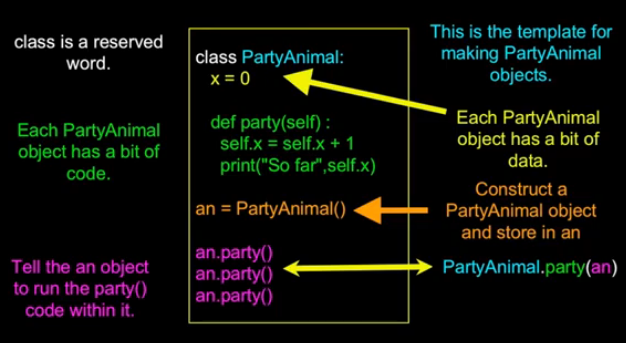 class is a reserved
word.
Each PartyAnimal
object has a bit of
code.
Tell the an object
to run the party()
code within it.
class PartyAnimal:
x = 0
def party(self) :
self.x = self.x + 1
print("So far",self.x)
an = PartyAnimal()
an.party()
an.party()
an.party()
This is the template for
making PartyAnimal
objects.
Each PartyAnimal
object has a bit of
data.
Construct a
PartyAnimal object
and store in an
PartyAnimal.party(an)